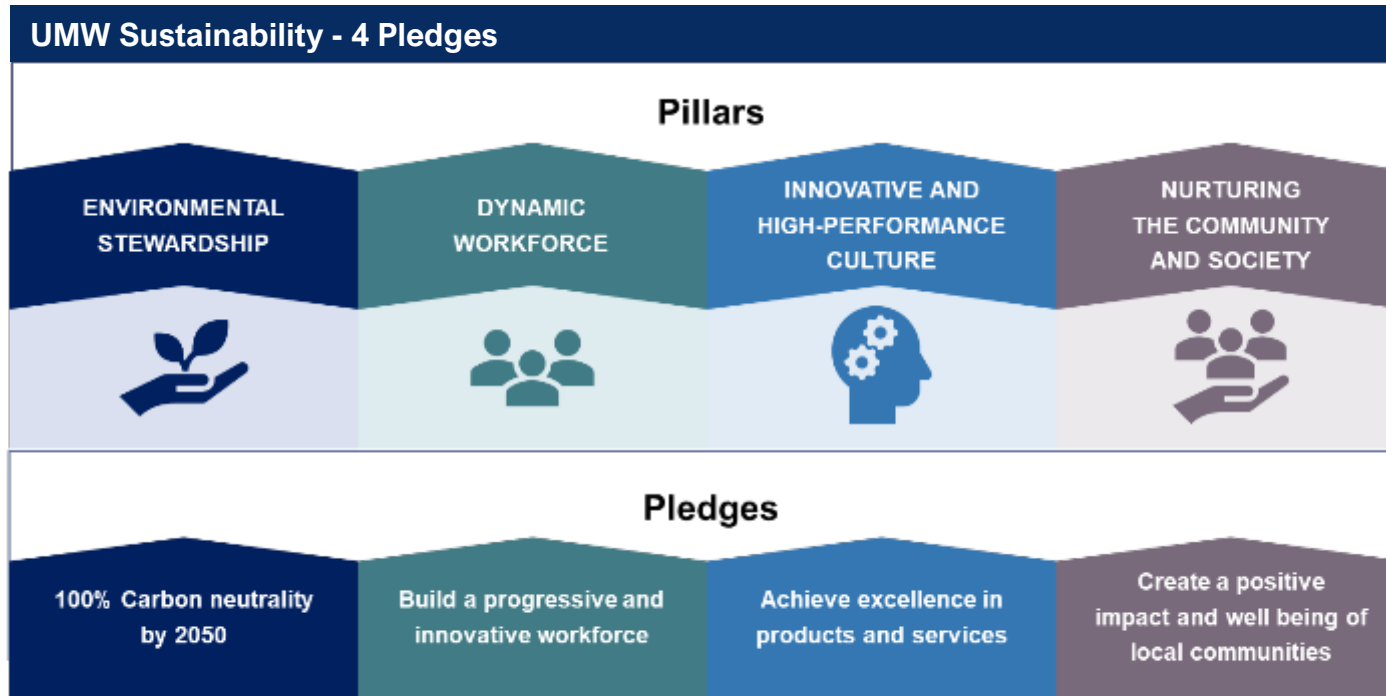 UMW Sustainability - 4 Pledges
Pillars
ENVIRONMENTAL
STEWARDSHIP
DYNAMIC
WORKFORCE
INNOVATIVE AND
HIGH-PERFORMANCE
CULTURE
NURTURING
THE COMMUNITY
AND SOCIETY
Pledges
100% Carbon neutrality
by 2050
Build a progressive and
innovative workforce
Achieve excellence in
products and services
Create a positive
impact and well being of
local communities